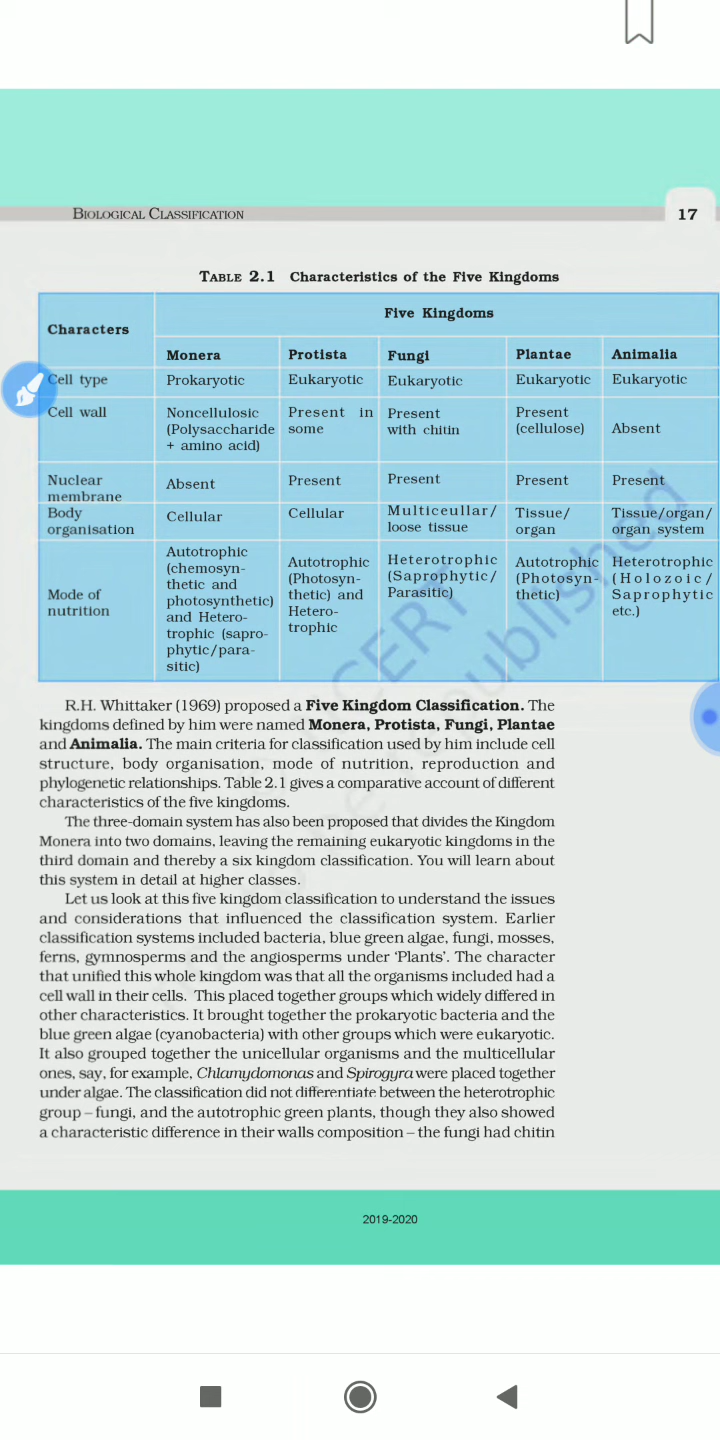 BIOLOGICAL CLASSIFICATION
17
TABLE 2.1 Characteristics of the Five Kingdoms
Characters
Five Kingdoms
Monera Protista Fungi Plantae Animalia
Cell type Prokaryotic Eukaryotic Eukaryotic Eukaryotic Eukaryotic
Cell wall
Noncellulosic
(Polysaccharide
+ amino acid)
Present in
some
Present
with chitin
Present
(cellulose)
Absent
Nuclear
membrane
Absent
Present
Present
Present
Present
Body
organisation
Cellular
Cellular
Multiceullar/
loose tissue
Tissue/
organ
Tissue/organ/
organ system
Mode of
nutrition
Autotrophic
(chemosyn-
thetic and
photosynthetic)
and Hetero-
trophic (sapro-
phytic/para-
sitic)
Autotrophic
(Photosyn-
thetic) and
Hetero-
trophic
Heterotrophic
(Saprophytic/
Parasitic)
Autotrophic
(Photosyn-
thetic)
Heterotrophic
(Holozoic/
Saprophytic
etc.)
R.H. Whittaker (1969) proposed a Five Kingdom Classification. The
kingdoms defined by him were named Monera, Protista, Fungi, Plantae
and Animalia. The main criteria for classification used by him include cell
structure, body organisation, mode of nutrition, reproduction and
phylogenetic relationships. Table 2.1 gives a comparative account of different
characteristics of the five kingdoms.
The three-domain system has also been proposed that divides the Kingdom
Monera into two domains, leaving the remaining eukaryotic kingdoms in the
third domain and thereby a six kingdom classification. You will learn about
this system in detail at higher classes.
Let us look at this five kingdom classification to understand the issues
and considerations that influenced the classification system. Earlier
classification systems included bacteria, blue green algae, fungi, mosses,
ferns, gymnosperms and the angiosperms under ‘Plants’. The character
that unified this whole kingdom was that all the organisms included had a
cell wall in their cells. This placed together groups which widely differed in
other characteristics. It brought together the prokaryotic bacteria and the
blue green algae (cyanobacteria) with other groups which were eukaryotic.
It also grouped together the unicellular organisms and the multicellular
ones, say, for example, Chlamydomonas and Spirogyra were placed together
under algae. The classification did not differentiate between the heterotrophic
group – fungi, and the autotrophic green plants, though they also showed
a characteristic difference in their walls composition – the fungi had chitin
2019-2020
NCERT
be republished